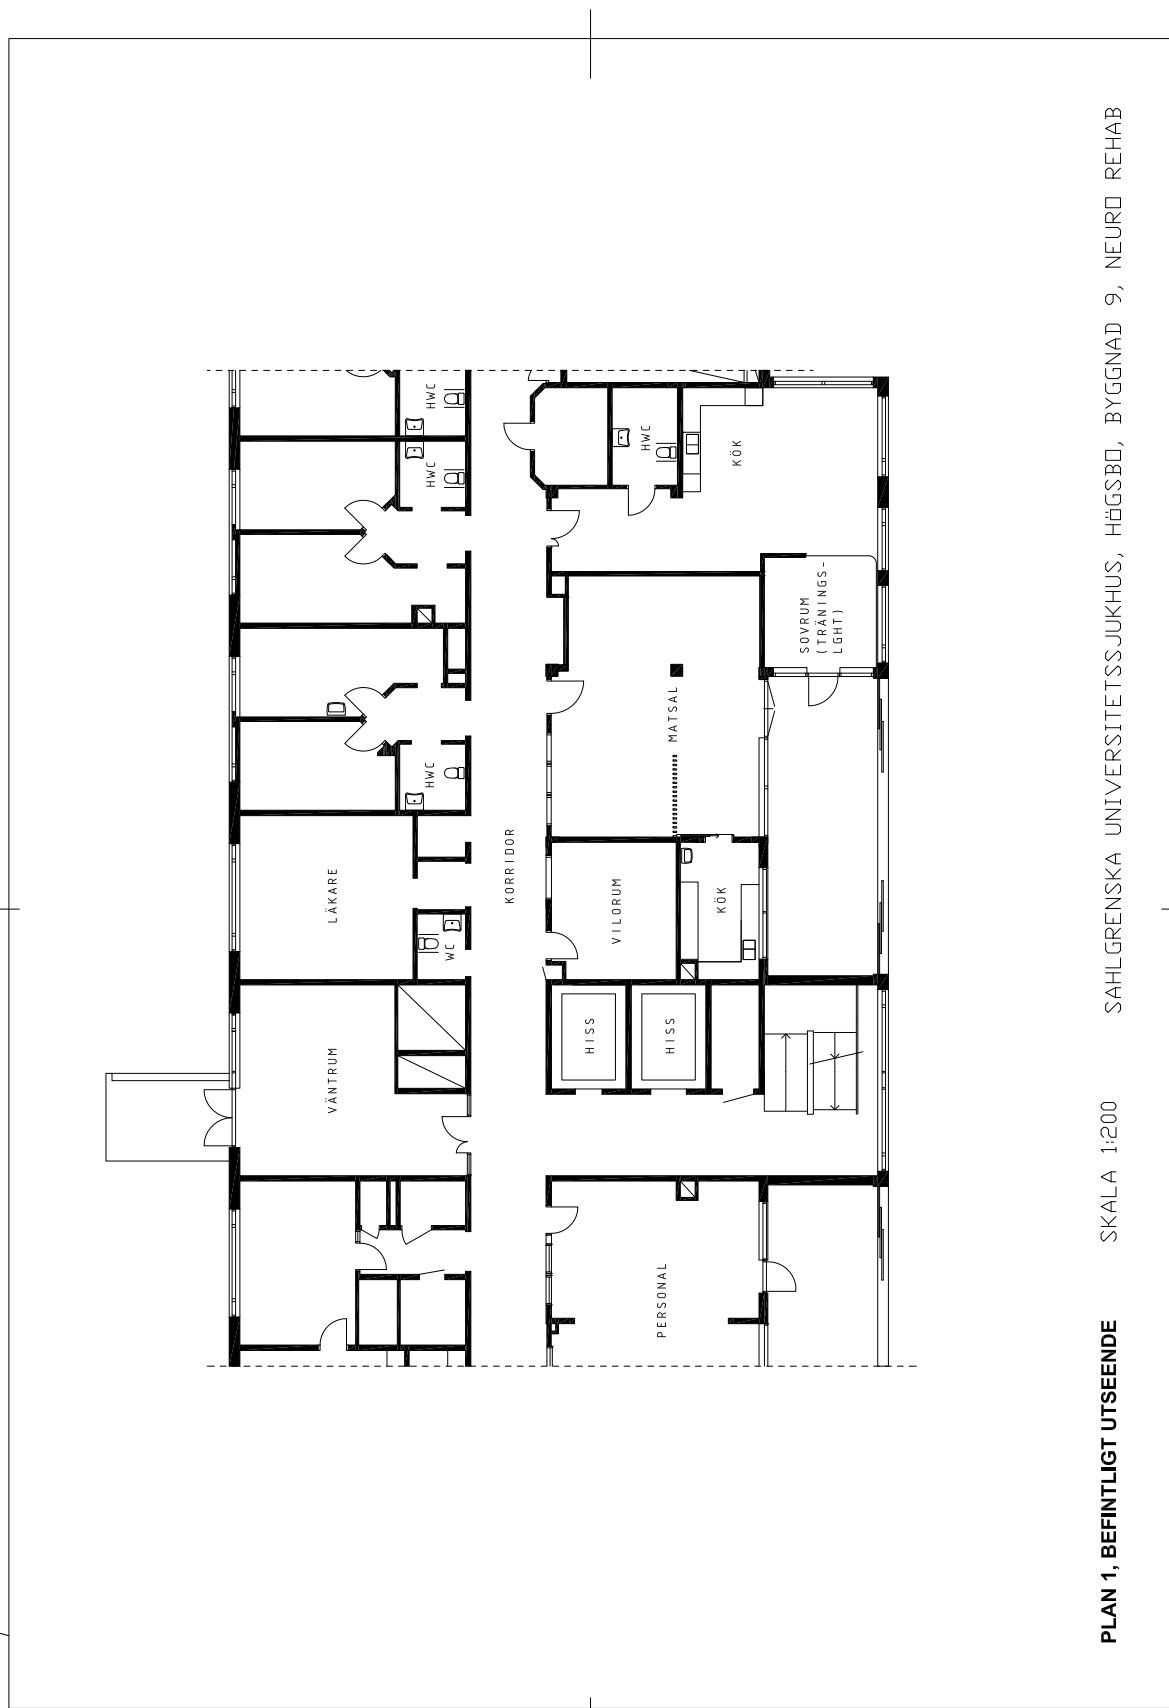 PLAN 1, BEFINTLIGT UTSEENDE SKALA 1:200 SAHLGRENSKA UNIVERSITETSSJUKHUS, HÖGSBO, BYGGNAD 9, NEURO REHAB
VÄNTRUM
LÄKARE
HWC
HWC
HWC
WC
KORRIDOR
HISS
HISS
VILORUM
KÖK
MATSAL
HWC
KÖK
SOVRUM
(TRÄNINGS-
LGHT)
PERSONAL